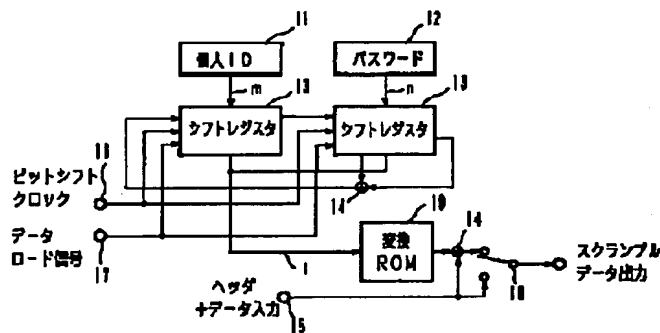 11
12
個人ID
パスワード
m
n
13
13
シフトレジスタ
シフトレジスタ
ビットシフト
クロック
14
19
14
データ
ロード信号
17
変換
ROM
スクランブル
データ出力
l
ヘッダ
+データ入力
15